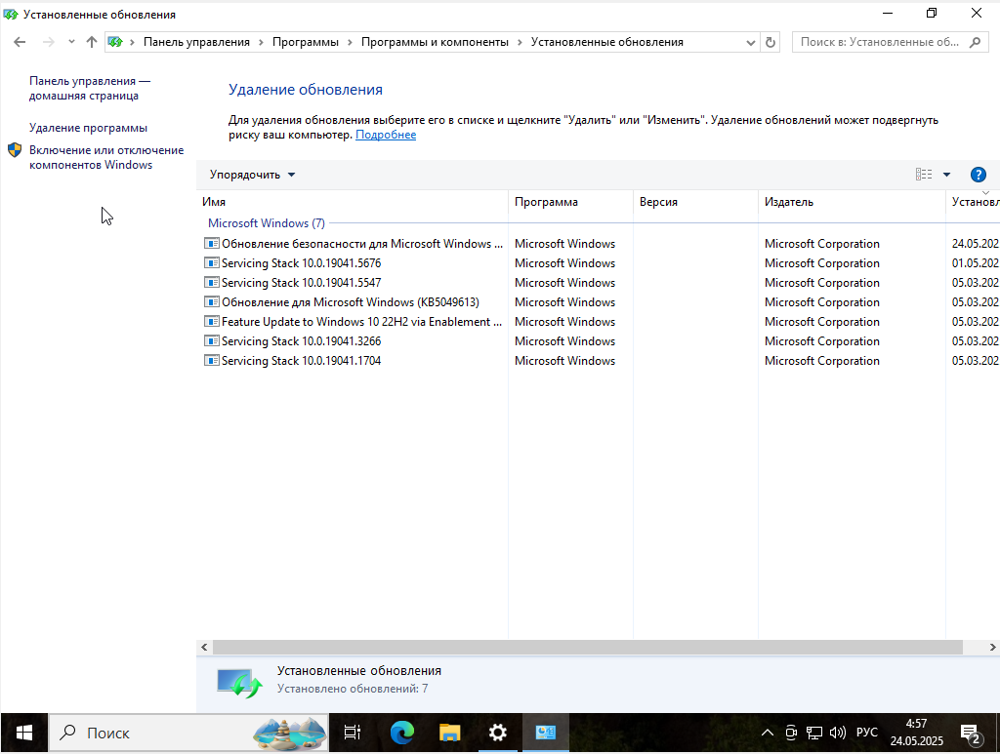 Установленные обновления
Панель управления
Программы
Программы и компоненты
Установленные обновления
Поиск в: Установленные об...
Панель управления —
домашняя страница
Удаление программы
Включение или отключение
компонентов Windows
Удаление обновления
Для удаления обновления выберите его в списке и щелкните "Удалить" или "Изменить". Удаление обновлений может подвергнуть
риску ваш компьютер. Подробнее
Упорядочить
?
Имя Программа Версия Издатель Установл
Microsoft Windows (7)
Обновление безопасности для Microsoft Windows ... Microsoft Windows Microsoft Corporation 24.05.202
Servicing Stack 10.0.19041.5676 Microsoft Windows Microsoft Corporation 01.05.202
Servicing Stack 10.0.19041.5547 Microsoft Windows Microsoft Corporation 05.03.202
Обновление для Microsoft Windows (KB5049613) Microsoft Windows Microsoft Corporation 05.03.202
Feature Update to Windows 10 22H2 via Enablement ... Microsoft Windows Microsoft Corporation 05.03.202
Servicing Stack 10.0.19041.3266 Microsoft Windows Microsoft Corporation 05.03.202
Servicing Stack 10.0.19041.1704 Microsoft Windows Microsoft Corporation 05.03.202
Установленные обновления
Установлено обновлений: 7
Поиск
РУС
4:57
24.05.2025
2